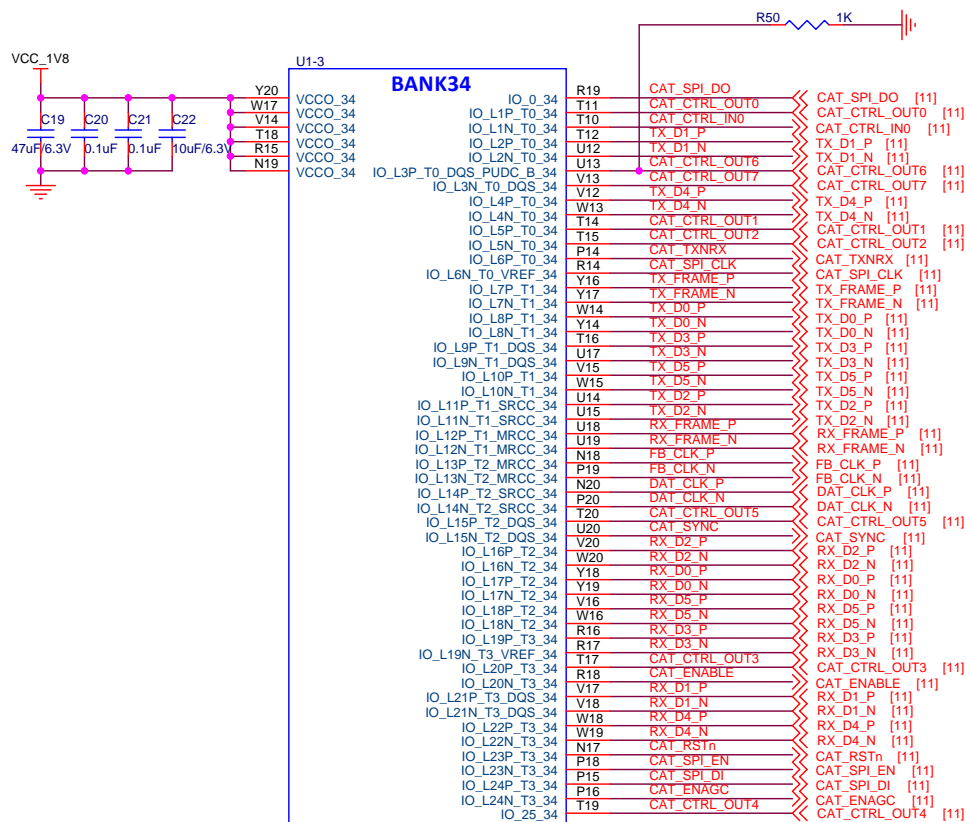 R50 1K
VCC_1V8
U1-3
BANK34
C19 C20 C21 C22
47uF/6.3V 0.1uF 0.1uF 10uF/6.3V
Y20 VCCO_34
W17 VCCO_34
V14 VCCO_34
T18 VCCO_34
R15 VCCO_34
N19 VCCO_34
IO_0_34 R19 CAT_SPI_DO CAT_SPI_DO [11]
IO_L1P_T0_34 T11 CAT_CTRL_OUT0 CAT_CTRL_OUT0 [11]
IO_L1N_T0_34 T10 CAT_CTRL_IN0 CAT_CTRL_IN0 [11]
IO_L2P_T0_34 T12 TX_D1_P TX_D1_P [11]
IO_L2N_T0_34 U12 TX_D1_N TX_D1_N [11]
IO_L3P_T0_DQS_PUDC_B_34 U13 CAT_CTRL_OUT6 CAT_CTRL_OUT6 [11]
IO_L3N_T0_DQS_34 V13 CAT_CTRL_OUT7 CAT_CTRL_OUT7 [11]
IO_L4P_T0_34 V12 TX_D4_P TX_D4_P [11]
IO_L4N_T0_34 W13 TX_D4_N TX_D4_N [11]
IO_L5P_T0_34 T14 CAT_CTRL_OUT1 CAT_CTRL_OUT1 [11]
IO_L5N_T0_34 T15 CAT_CTRL_OUT2 CAT_CTRL_OUT2 [11]
IO_L6P_T0_34 P14 CAT_TXNRX CAT_TXNRX [11]
IO_L6N_T0_VREF_34 R14 CAT_SPI_CLK CAT_SPI_CLK [11]
IO_L7P_T1_34 Y16 TX_FRAME_P TX_FRAME_P [11]
IO_L7N_T1_34 Y17 TX_FRAME_N TX_FRAME_N [11]
IO_L8P_T1_34 W14 TX_D0_P TX_D0_P [11]
IO_L8N_T1_34 Y14 TX_D0_N TX_D0_N [11]
IO_L9P_T1_DQS_34 T16 TX_D3_P TX_D3_P [11]
IO_L9N_T1_DQS_34 U17 TX_D3_N TX_D3_N [11]
IO_L10P_T1_34 V15 TX_D5_P TX_D5_P [11]
IO_L10N_T1_34 W15 TX_D5_N TX_D5_N [11]
IO_L11P_T1_SRCC_34 U14 TX_D2_P TX_D2_P [11]
IO_L11N_T1_SRCC_34 U15 TX_D2_N TX_D2_N [11]
IO_L12P_T1_MRCC_34 U18 RX_FRAME_P RX_FRAME_P [11]
IO_L12N_T1_MRCC_34 U19 RX_FRAME_N RX_FRAME_N [11]
IO_L13P_T2_MRCC_34 N18 FB_CLK_P FB_CLK_P [11]
IO_L13N_T2_MRCC_34 P19 FB_CLK_N FB_CLK_N [11]
IO_L14P_T2_SRCC_34 N20 DAT_CLK_P DAT_CLK_P [11]
IO_L14N_T2_SRCC_34 P20 DAT_CLK_N DAT_CLK_N [11]
IO_L15P_T2_DQS_34 T20 CAT_CTRL_OUT5 CAT_CTRL_OUT5 [11]
IO_L15N_T2_DQS_34 U20 CAT_SYNC CAT_SYNC [11]
IO_L16P_T2_34 V20 RX_D2_P RX_D2_P [11]
IO_L16N_T2_34 W20 RX_D2_N RX_D2_N [11]
IO_L17P_T2_34 Y18 RX_D0_P RX_D0_P [11]
IO_L17N_T2_34 Y19 RX_D0_N RX_D0_N [11]
IO_L18P_T2_34 V16 RX_D5_P RX_D5_P [11]
IO_L18N_T2_34 W16 RX_D5_N RX_D5_N [11]
IO_L19P_T3_34 R16 RX_D3_P RX_D3_P [11]
IO_L19N_T3_VREF_34 R17 RX_D3_N RX_D3_N [11]
IO_L20P_T3_34 T17 CAT_CTRL_OUT3 CAT_CTRL_OUT3 [11]
IO_L20N_T3_34 R18 CAT_ENABLE CAT_ENABLE [11]
IO_L21P_T3_DQS_34 V17 RX_D1_P RX_D1_P [11]
IO_L21N_T3_DQS_34 V18 RX_D1_N RX_D1_N [11]
IO_L22P_T3_34 W18 RX_D4_P RX_D4_P [11]
IO_L22N_T3_34 W19 RX_D4_N RX_D4_N [11]
IO_L23P_T3_34 N17 CAT_RSTn CAT_RSTn [11]
IO_L23N_T3_34 P18 CAT_SPI_EN CAT_SPI_EN [11]
IO_L24P_T3_34 P15 CAT_SPI_DI CAT_SPI_DI [11]
IO_L24N_T3_34 P16 CAT_ENAGC CAT_ENAGC [11]
IO_25_34 T19 CAT_CTRL_OUT4 CAT_CTRL_OUT4 [11]